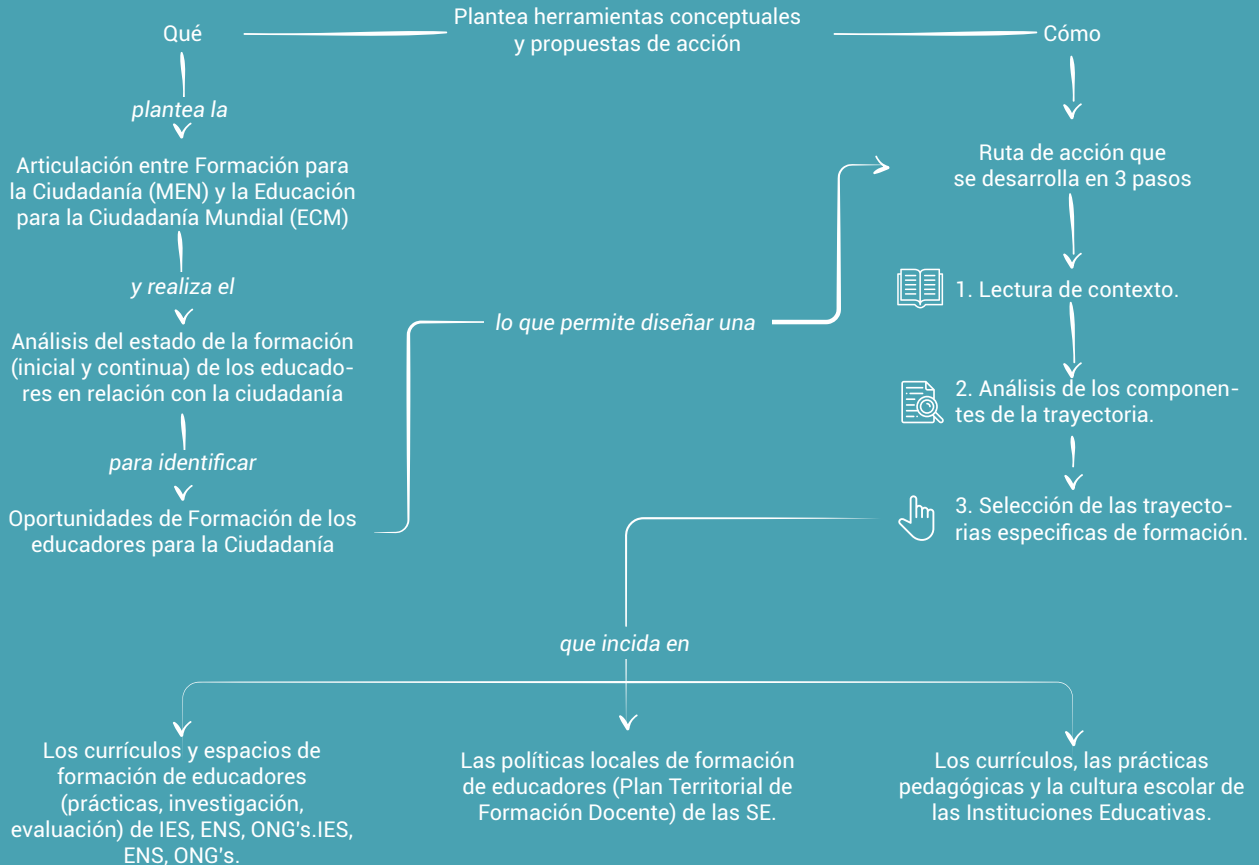 Plantea herramientas conceptuales
y propuestas de acción
Qué
Cómo
plantea la
Articulación entre Formación para
la Ciudadanía (MEN) y la Educación
para la Ciudadanía Mundial (ECM)
y realiza el
Análisis del estado de la formación
(inicial y continua) de los educado-
res en relación con la ciudadanía
para identificar
Oportunidades de Formación de los
educadores para la Ciudadanía
lo que permite diseñar una
Ruta de acción que
se desarrolla en 3 pasos
1. Lectura de contexto.
2. Análisis de los componen-
tes de la trayectoria.
3. Selección de las trayecto-
rias especificas de formación.
que incida en
Los currículos y espacios de
formación de educadores
(prácticas, investigación,
evaluación) de IES, ENS, ONG's.IES,
ENS, ONG's.
Las políticas locales de formación
de educadores (Plan Territorial de
Formación Docente) de las SE.
Los currículos, las prácticas
pedagógicas y la cultura escolar de
las Instituciones Educativas.